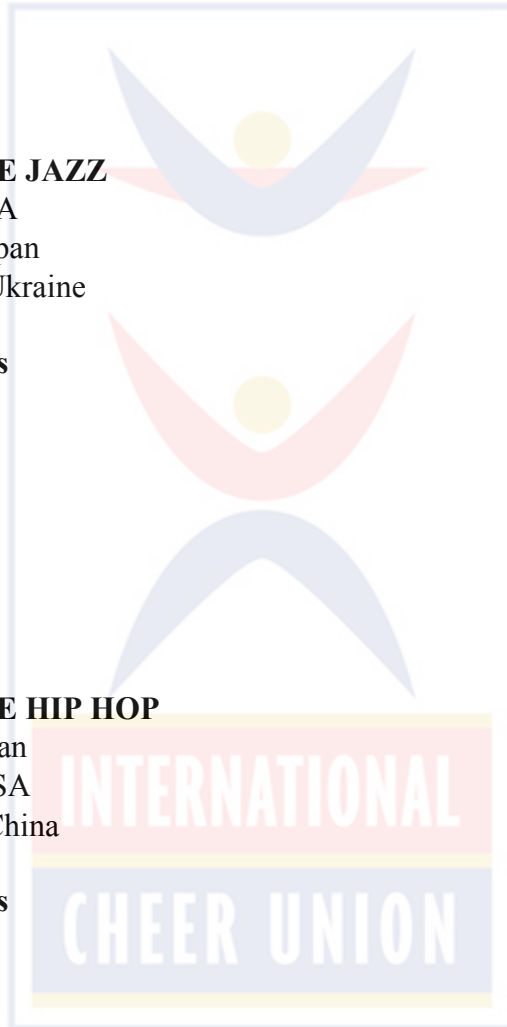 E JAZZ
A
pan
Ukraine
s
E HIP HOP
an
SA
China
s
INTERNATIONAL
CHEER UNION